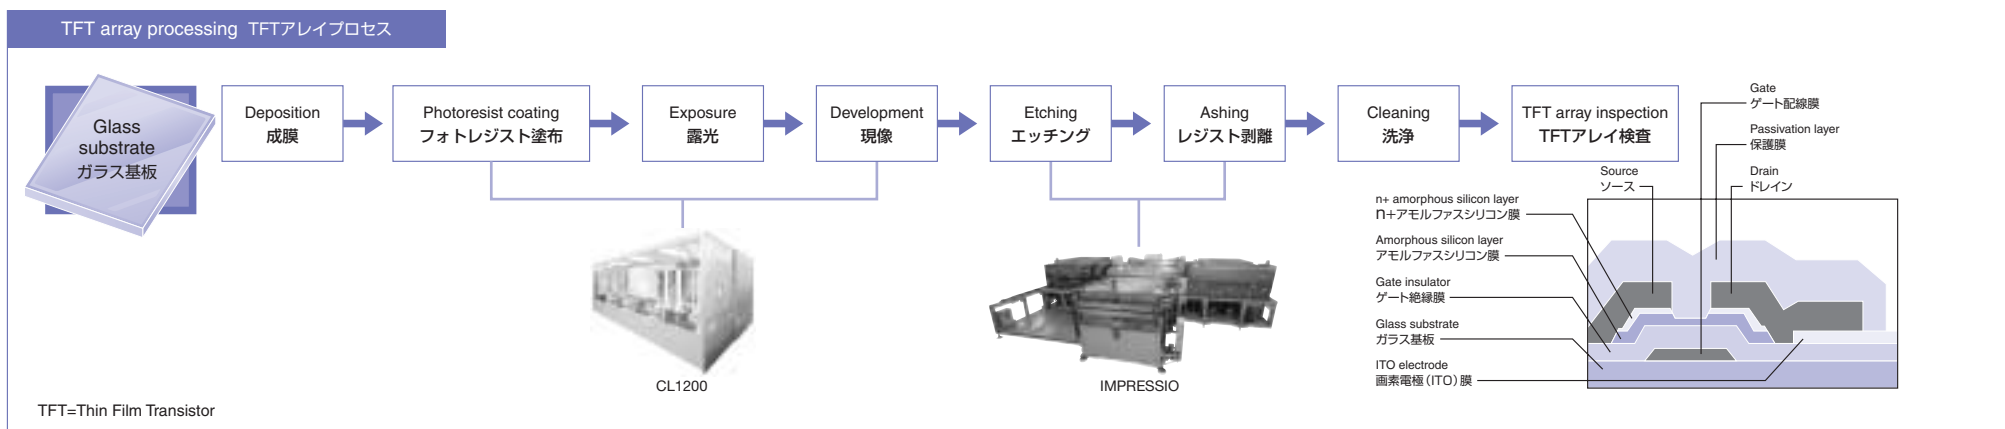 TFT array processing TFTアレイプロセス
Glass
substrate
ガラス基板
Deposition
成膜
Photoresist coating
フォトレジスト塗布
Exposure
露光
Development
現像
Etching
エッチング
Ashing
レジスト剥離
Cleaning
洗浄
TFT array inspection
TFTアレイ検査
CL1200
IMPRESSIO
Gate
ゲート配線膜
Passivation layer
保護膜
Source
ソース
Drain
ドレイン
n+ amorphous silicon layer
n+アモルファスシリコン膜
Amorphous silicon layer
アモルファスシリコン膜
Gate insulator
ゲート絶縁膜
Glass substrate
ガラス基板
ITO electrode
画素電極(ITO)膜
TFT=Thin Film Transistor